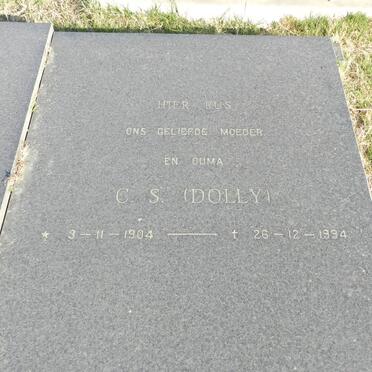 HIER RUS
ONS GELIEFDE MOEDER
EN OUMA
C. S. (DOLLY)
* 3-11-1904 — † 26-12-1994